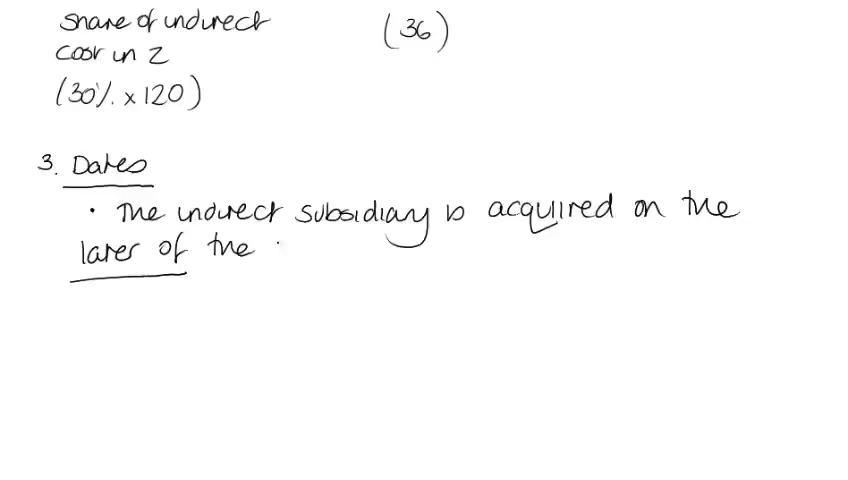 Share of indirect (36)
cost in Z
(30% x 120)
3. Dates
• The indirect subsidiary is acquired on the
later of the